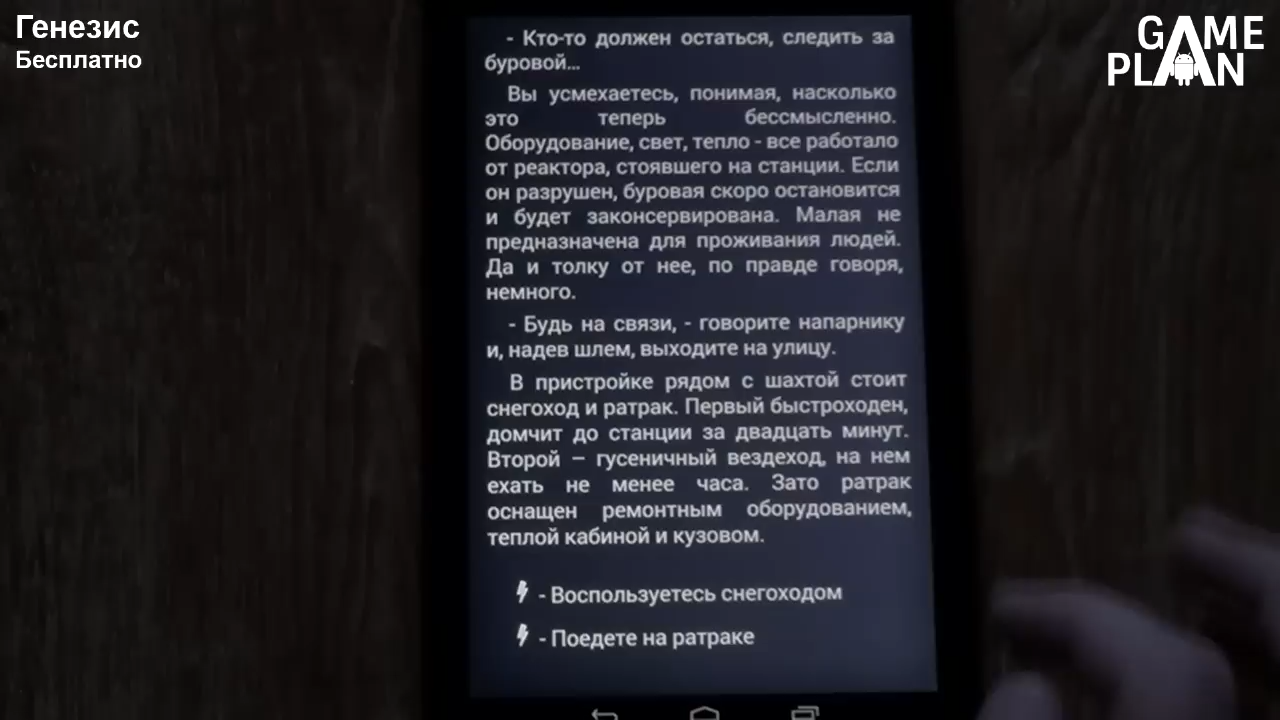 Генезис
Бесплатно
GAME
PLAN
- Кто-то должен остаться, следить за
буровой...
Вы усмехаетесь, понимая, насколько
это теперь бессмысленно.
Оборудование, свет, тепло - все работало
от реактора, стоявшего на станции. Если
он разрушен, буровая скоро остановится
и будет законсервирована. Малая не
предназначена для проживания людей.
Да и толку от нее, по правде говоря,
немного.
- Будь на связи, - говорите напарнику
и, надев шлем, выходите на улицу.
В пристройке рядом с шахтой стоит
снегоход и ратрак. Первый быстроходен,
домчит до станции за двадцать минут.
Второй – гусеничный вездеход, на нем
ехать не менее часа. Зато ратрак
оснащен ремонтным оборудованием,
теплой кабиной и кузовом.
- Воспользуетесь снегоходом
- Поедете на ратраке